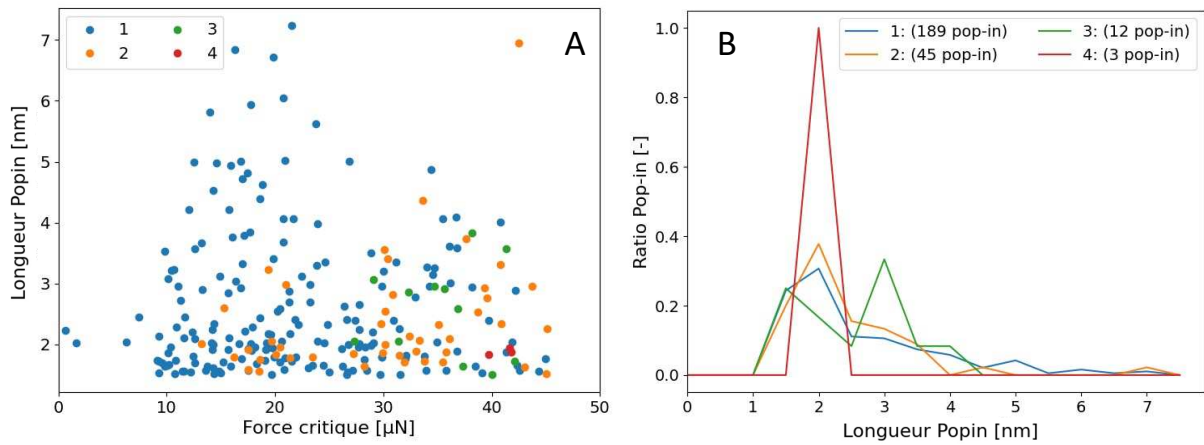 1 3
2 4
A
7
6
5
4
3
2
Longueur Popin [nm]
0 10 20 30 40 50
Force critique [µN]
B
1: (189 pop-in) 3: (12 pop-in)
2: (45 pop-in) 4: (3 pop-in)
1.0
0.8
0.6
0.4
0.2
0.0
Ratio Pop-in [-]
0 1 2 3 4 5 6 7
Longueur Popin [nm]